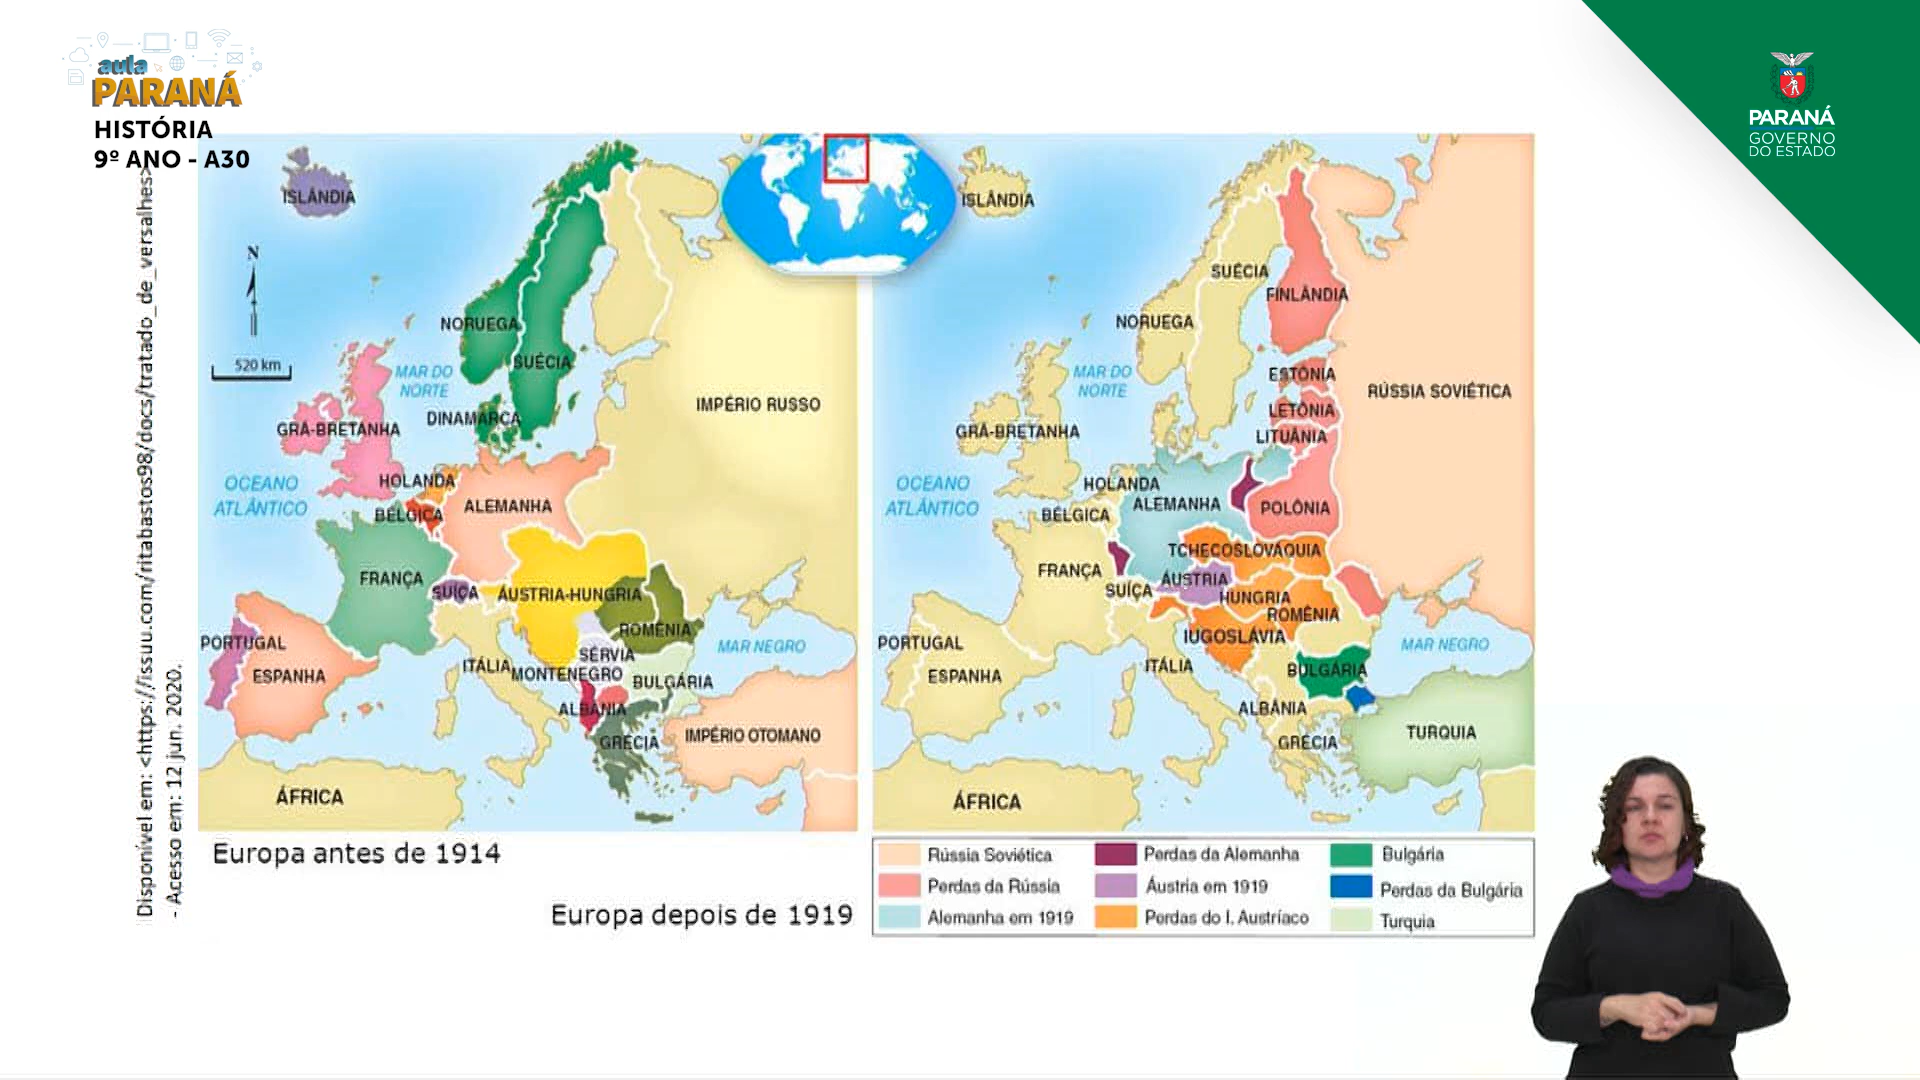 aula
PARANÁ
HISTÓRIA
9º ANO - A30
PARANÁ
GOVERNO
DO ESTADO
Disponível em: <https://issuu.com/ritabastos98/docs/tratado_de_versalhes>
- Acesso em: 12 jun. 2020.
ISLÂNDIA
N
520 km
NORUEGA
SUÉCIA
MAR DO
NORTE
DINAMARCA
IMPÉRIO RUSSO
GRÃ-BRETANHA
OCEANO
ATLÂNTICO
HOLANDA
BÉLGICA
ALEMANHA
FRANÇA
SUÍÇA
ÁUSTRIA-HUNGRIA
ROMÊNIA
PORTUGAL
ESPANHA
ITÁLIA
SÉRVIA
MONTENEGRO
BULGÁRIA
MAR NEGRO
ALBÂNIA
GRÉCIA
IMPÉRIO OTOMANO
ÁFRICA
Europa antes de 1914
ISLÂNDIA
SUÉCIA
FINLÂNDIA
NORUEGA
MAR DO
NORTE
ESTÔNIA
RÚSSIA SOVIÉTICA
LETÔNIA
LITUÂNIA
GRÃ-BRETANHA
OCEANO
ATLÂNTICO
HOLANDA
ALEMANHA
BÉLGICA
POLÔNIA
TCHECOSLOVÁQUIA
FRANÇA
SUÍÇA
ÁUSTRIA
HUNGRIA
ROMÊNIA
IUGOSLÁVIA
PORTUGAL
ESPANHA
ITÁLIA
BULGÁRIA
MAR NEGRO
ALBÂNIA
GRÉCIA
TURQUIA
ÁFRICA
Europa depois de 1919
Rússia Soviética
Perdas da Rússia
Alemanha em 1919
Perdas da Alemanha
Áustria em 1919
Perdas do I. Austríaco
Bulgária
Perdas da Bulgária
Turquia